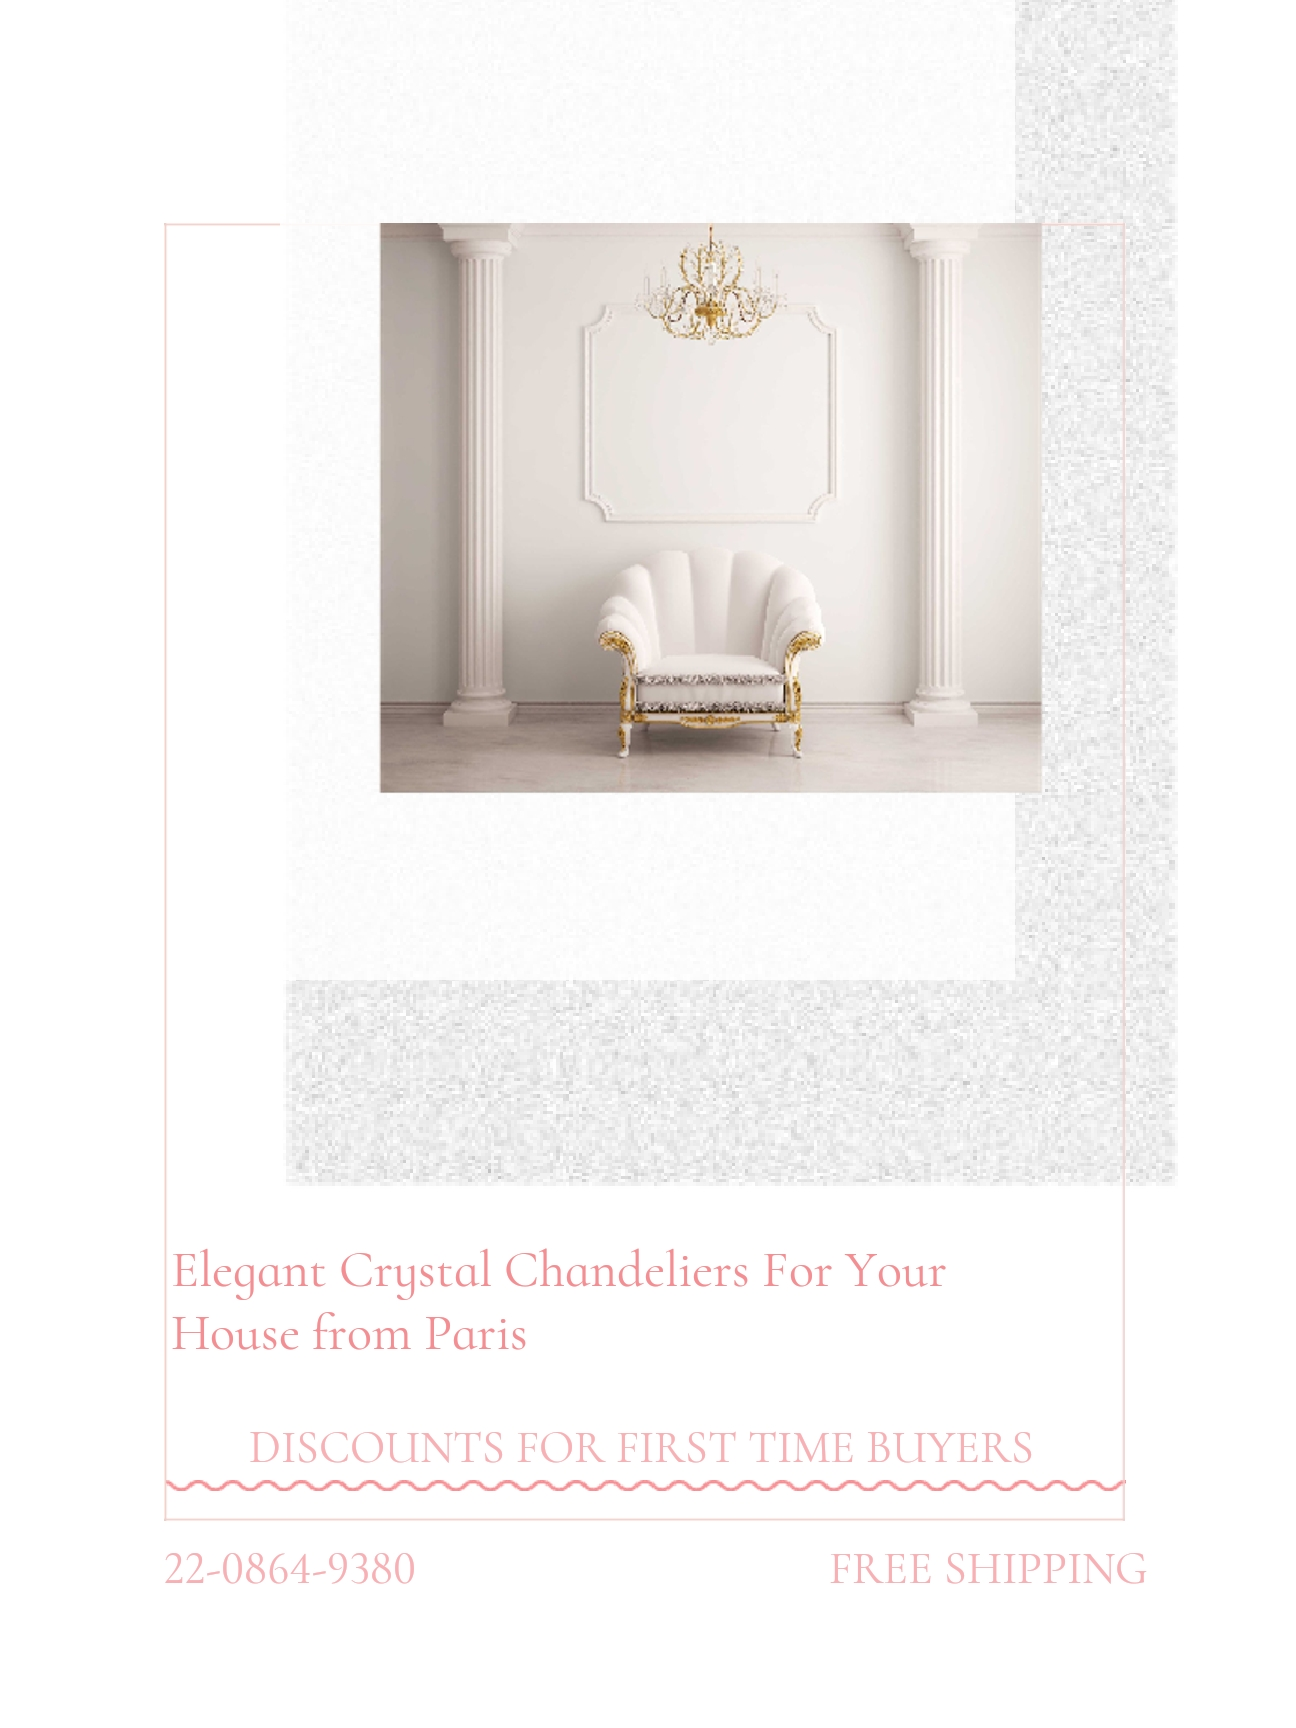 Elegant Crystal Chandeliers For Your
House from Paris
DISCOUNTS FOR FIRST TIME BUYERS
22-0864-9380
FREE SHIPPING